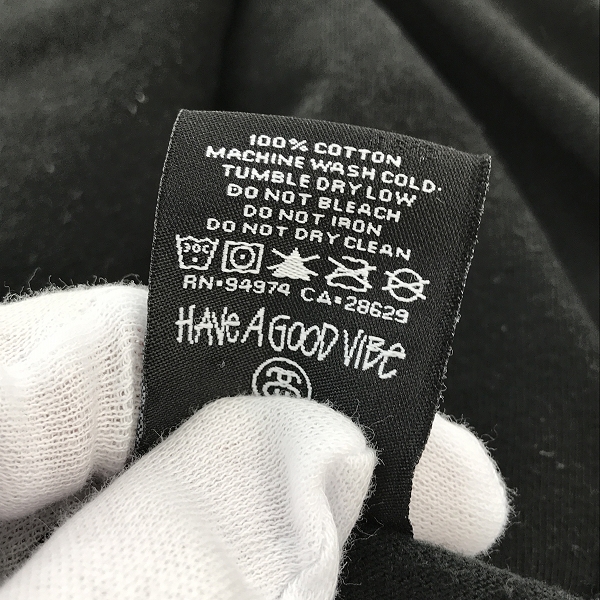 100% COTTON
MACHINE WASH COLD.
TUMBLE DRY LOW
DO NOT BLEACH
DO NOT IRON
DO NOT DRY CLEAN
30C
RN•94974 CA•28629
HAVE A GOOD VIBE